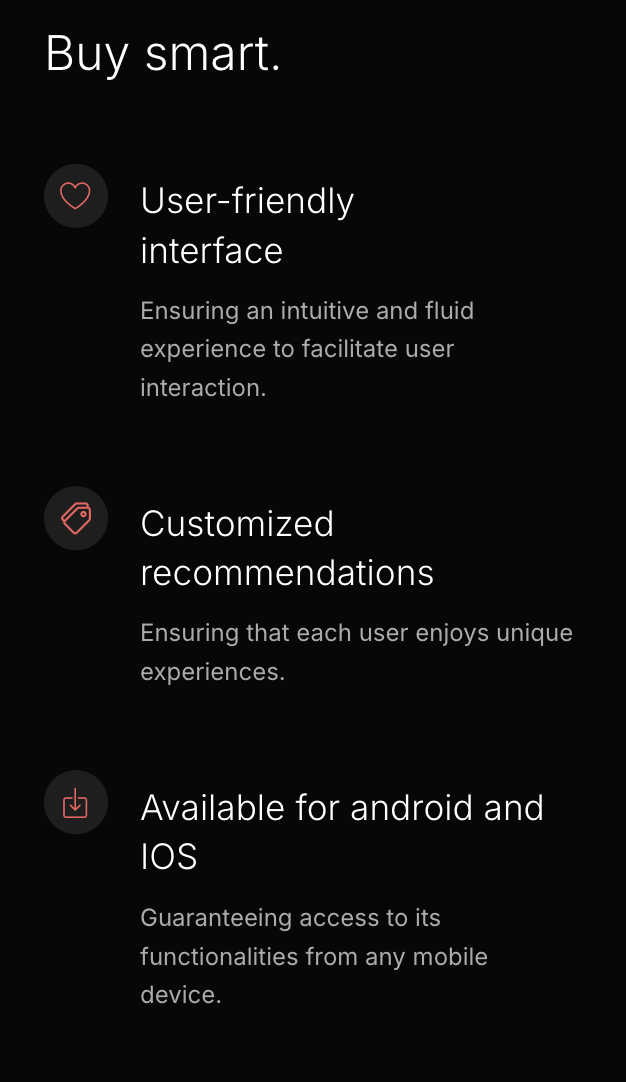 Buy smart.
User-friendly
interface
Ensuring an intuitive and fluid
experience to facilitate user
interaction.
Customized
recommendations
Ensuring that each user enjoys unique
experiences.
Available for android and
IOS
Guaranteeing access to its
functionalities from any mobile
device.